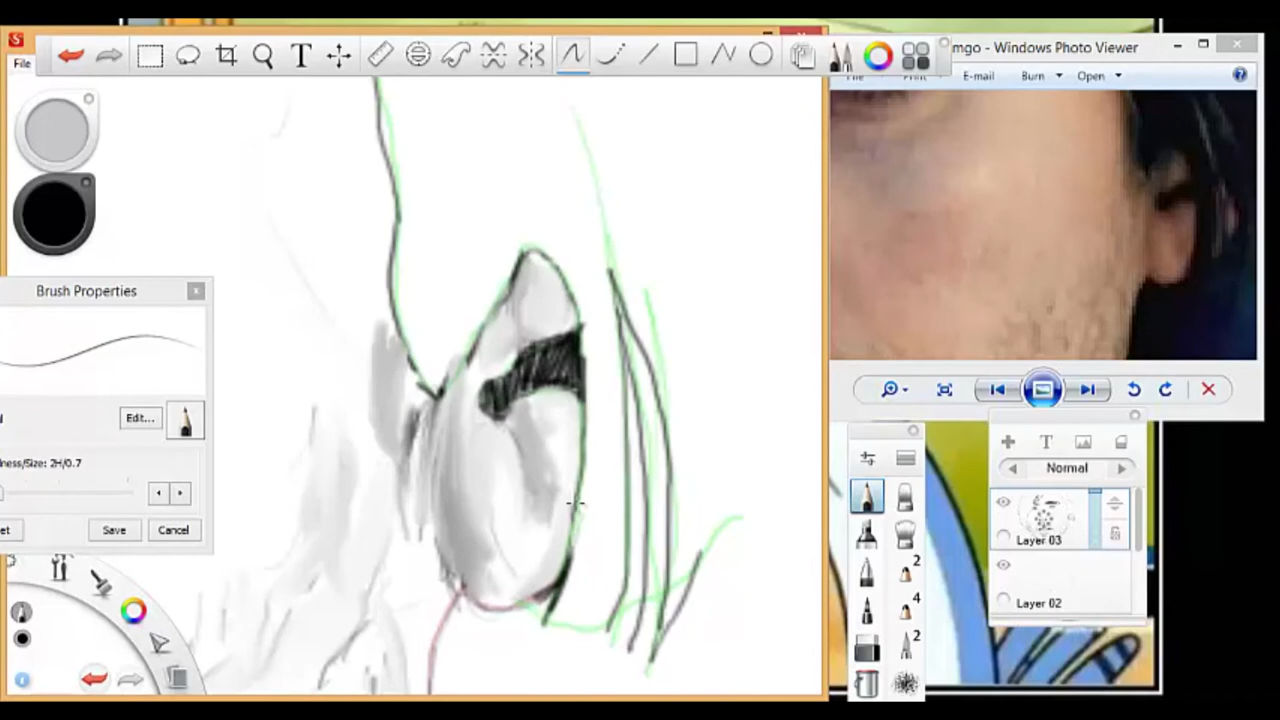 S
T
mgo - Windows Photo Viewer
File
Print
E-mail
Burn
Open
Brush Properties
Edit...
ness/Size: 2H/0.7
Save
Cancel
Normal
Layer 03
Layer 02
T
2
4
2